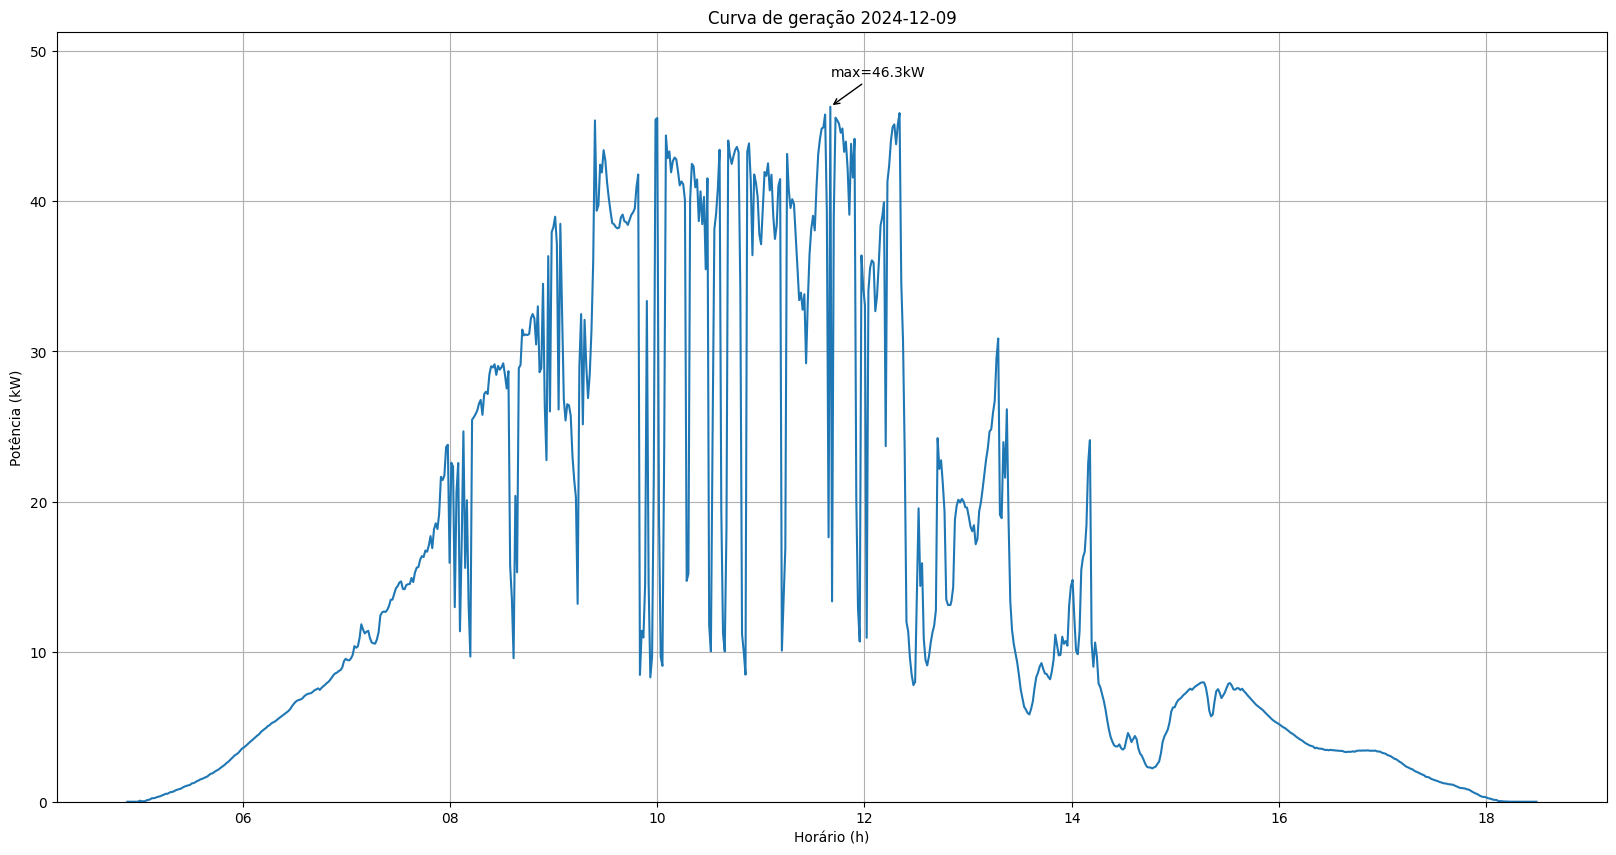 Curva de geração 2024-12-09
max=46.3kW
Potência (kW)
50
40
30
20
10
0
06 08 10 12 14 16 18
Horário (h)